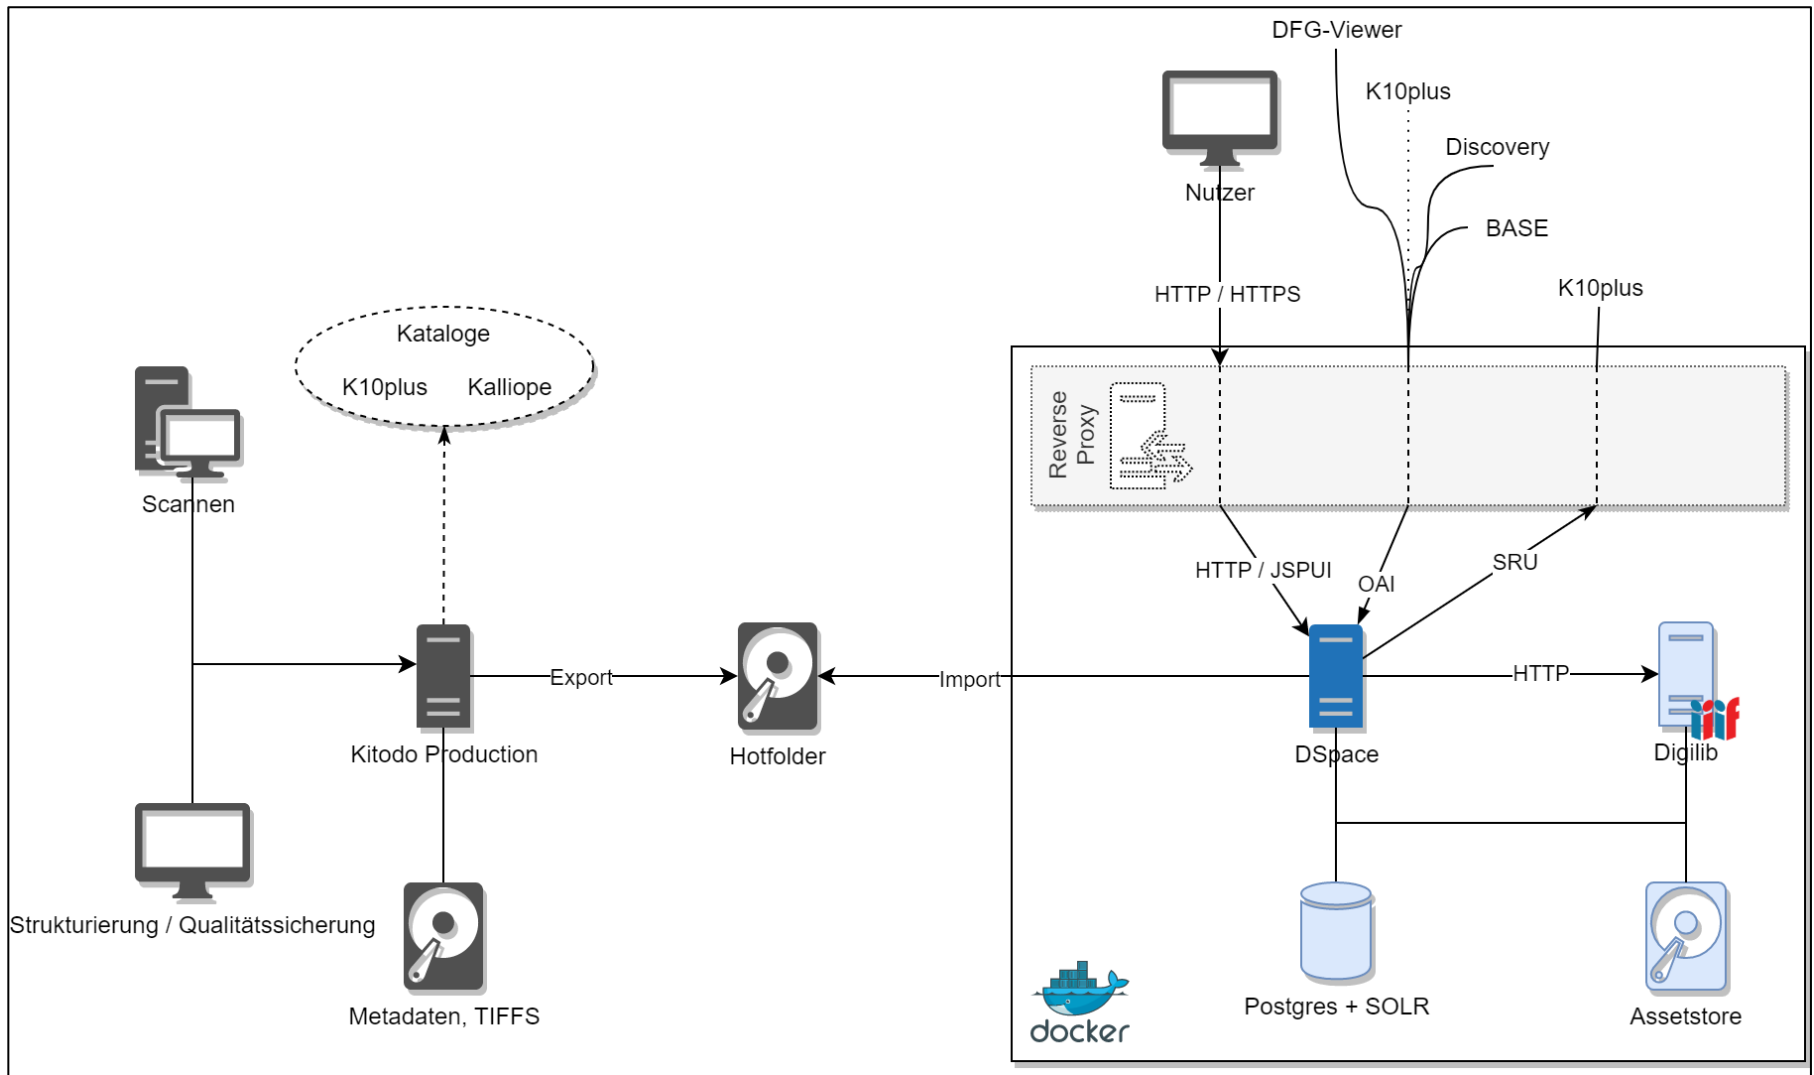 DFG-Viewer
K10plus
Discovery
Nutzer
BASE
HTTP / HTTPS
K10plus
Kataloge
K10plus Kalliope
Reverse
Proxy
Scannen
HTTP / JSPUI
OAI
SRU
Export
Import
HTTP
iiif
Kitodo Production
Hotfolder
DSpace
Digilib
Strukturierung / Qualitätssicherung
Metadaten, TIFFS
docker
Postgres + SOLR
Assetstore